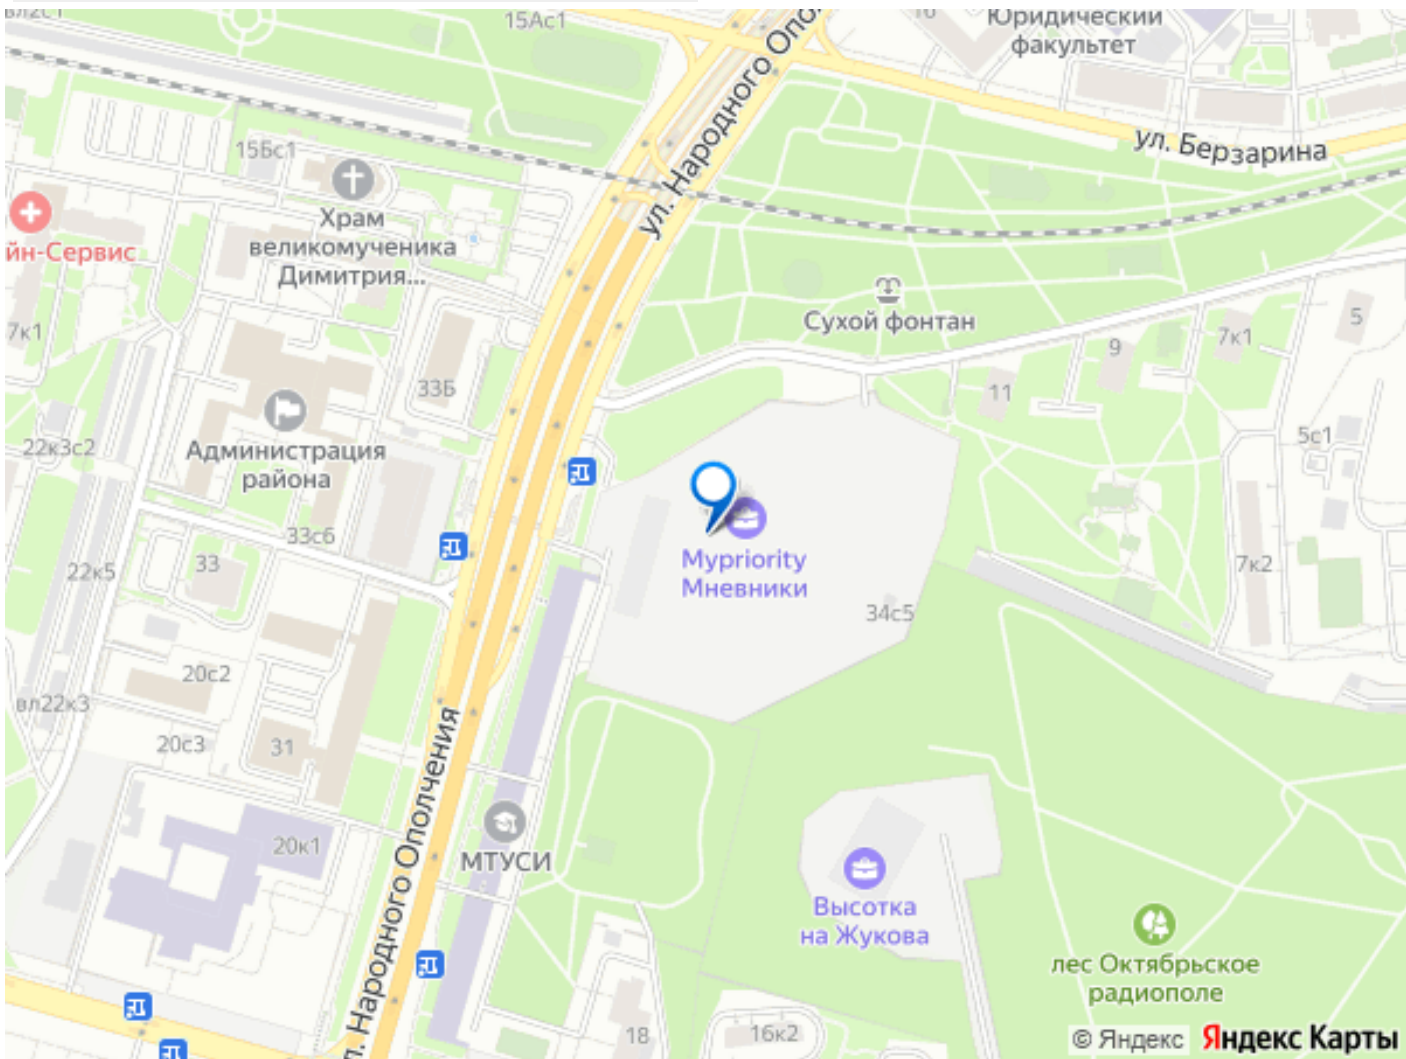 15Ас1
Юридический
факультет
ул. Народного Опо
ул. Берзарина
15Бс1
Храм
великомученика
Димитрия...
йн-Сервис
7к1
Сухой фонтан
5
7к1
9
11
33Б
22к3с2
Администрация
района
5с1
33с6
33
22к5
Mypriority
Мневники
7к2
34с5
20с2
вл22к3
20с3
31
20к1
МТУСИ
л. Народного Ополчения
Высотка
на Жукова
лес Октябрьское
радиополе
18
16к2
© Яндекс Яндекс Карты